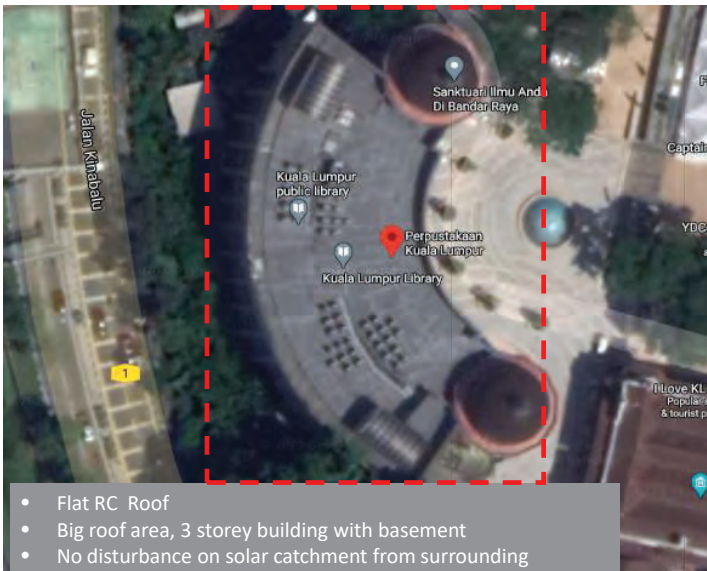 Sanktuari Ilmu Anda
Di Bandar Raya
Jalan Kinabalu
Captain
Kuala Lumpur
public library
YDC
Perpustakaan
Kuala Lumpur
Kuala Lumpur Library
1
I Love KL
& tourist p
• Flat RC Roof
• Big roof area, 3 storey building with basement
• No disturbance on solar catchment from surrounding